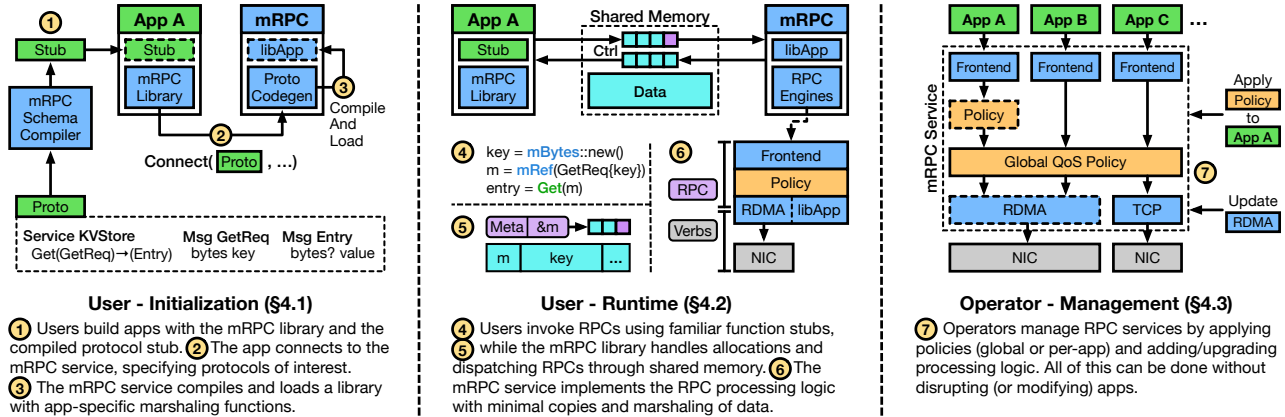 1
App A
mRPC
Stub
Stub
libApp
mRPC
Library
Proto
Codegen
mRPC
Schema
Compiler
3
Compile
And
Load
2
Connect( Proto , ...)
Proto
Service KVStore
Get(GetReq)→(Entry)
Msg GetReq
bytes key
Msg Entry
bytes? value
User - Initialization (§4.1)
1 Users build apps with the mRPC library and the
compiled protocol stub. 2 The app connects to the
mRPC service, specifying protocols of interest.
3 The mRPC service compiles and loads a library
with app-specific marshaling functions.
App A
Shared Memory
mRPC
Stub
Ctrl
libApp
mRPC
Library
Data
RPC
Engines
4
key = mBytes::new()
m = mRef(GetReq{key})
entry = Get(m)
5
Meta &m
m key ...
6
Frontend
RPC
Policy
RDMA libApp
Verbs
NIC
User - Runtime (§4.2)
4 Users invoke RPCs using familiar function stubs,
5 while the mRPC library handles allocations and
dispatching RPCs through shared memory. 6 The
mRPC service implements the RPC processing logic
with minimal copies and marshaling of data.
App A App B App C ...
mRPC Service
Frontend Frontend Frontend
Policy
Global QoS Policy
RDMA TCP
NIC NIC
Apply
Policy
to
App A
7
Update
RDMA
Operator - Management (§4.3)
7 Operators manage RPC services by applying
policies (global or per-app) and adding/upgrading
processing logic. All of this can be done without
disrupting (or modifying) apps.